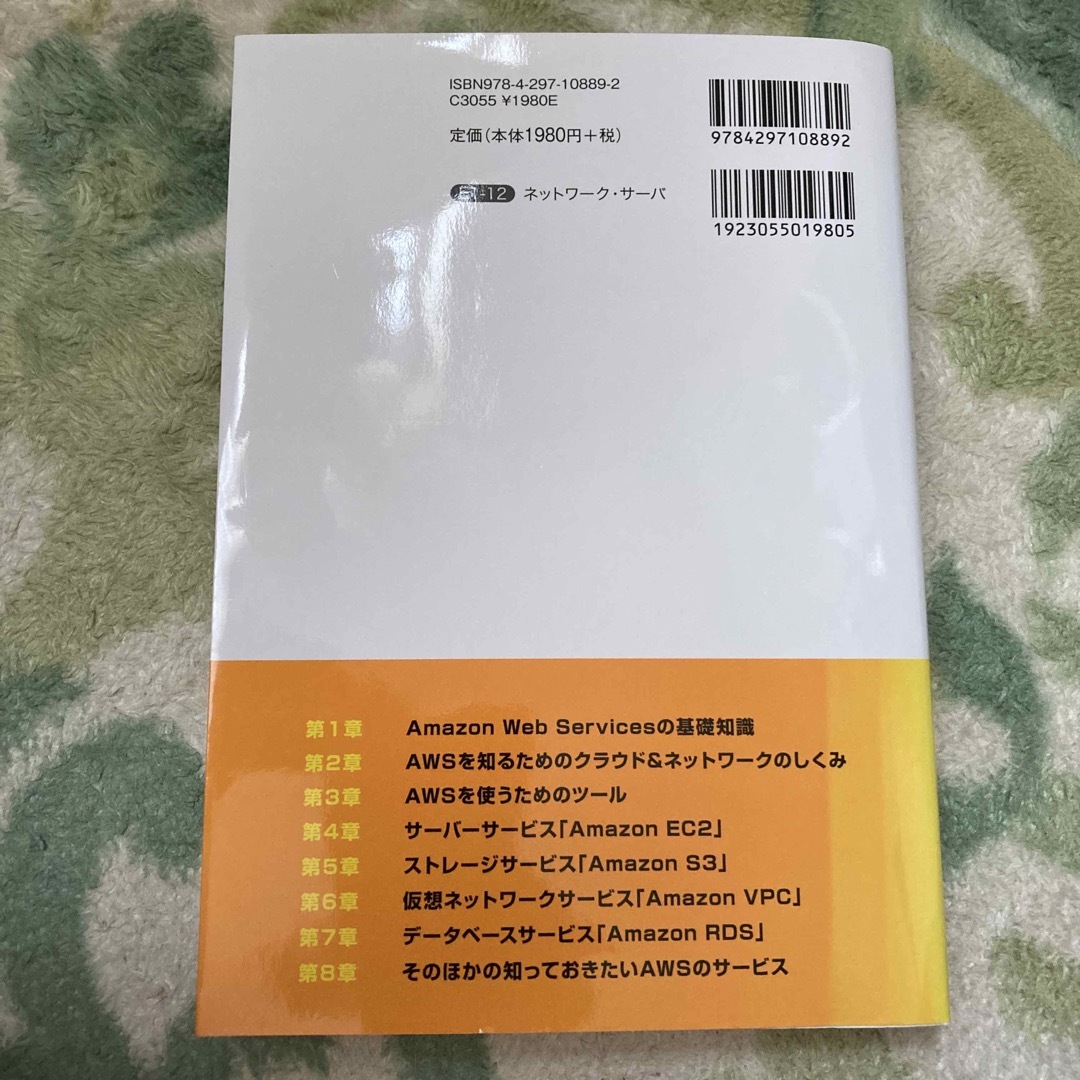 ISBN978-4-297-10889-2
C3055 ¥1980E
定価(本体1980円+税)
-12 ネットワーク・サーバ
9784297108892
1923055019805
第1章 Amazon Web Servicesの基礎知識
第2章 AWSを知るためのクラウド&ネットワークのしくみ
第3章 AWSを使うためのツール
第4章 サーバーサービス「Amazon EC2」
第5章 ストレージサービス「Amazon S3」
第6章 仮想ネットワークサービス「Amazon VPC」
第7章 データベースサービス「Amazon RDS」
第8章 そのほかの知っておきたいAWSのサービス